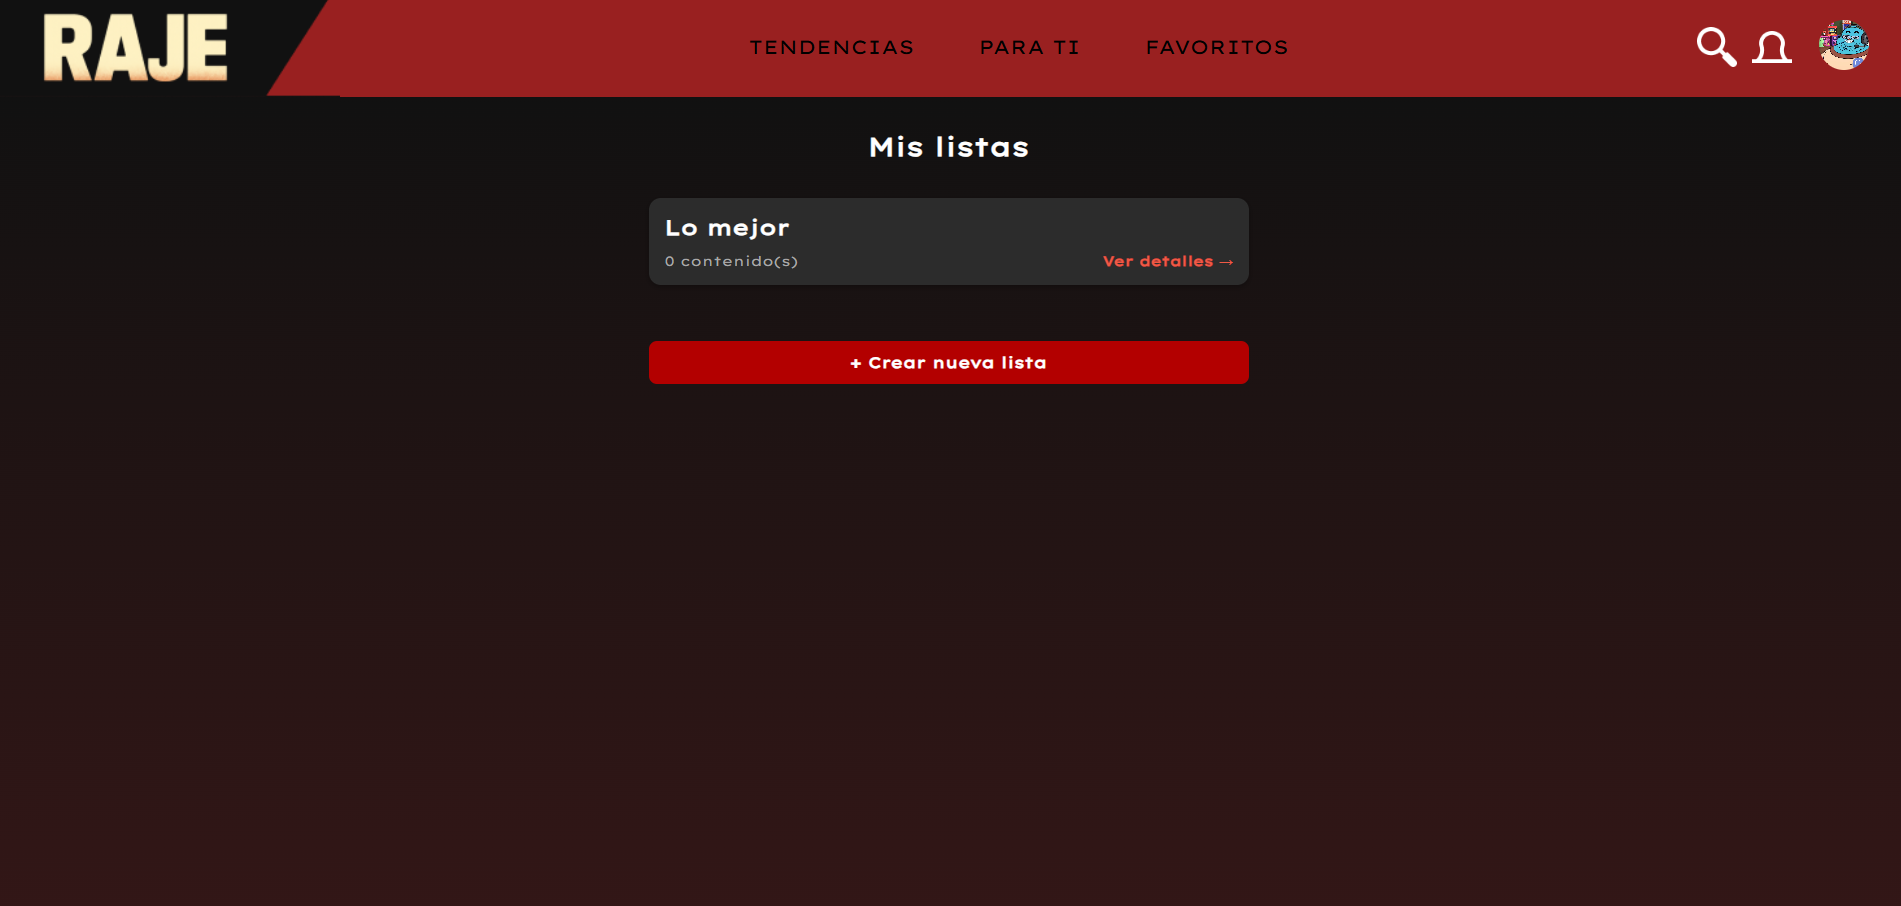 RAJE
TENDENCIAS PARA TI FAVORITOS
Mis listas
Lo mejor
0 contenido(s) Ver detalles →
+ Crear nueva lista